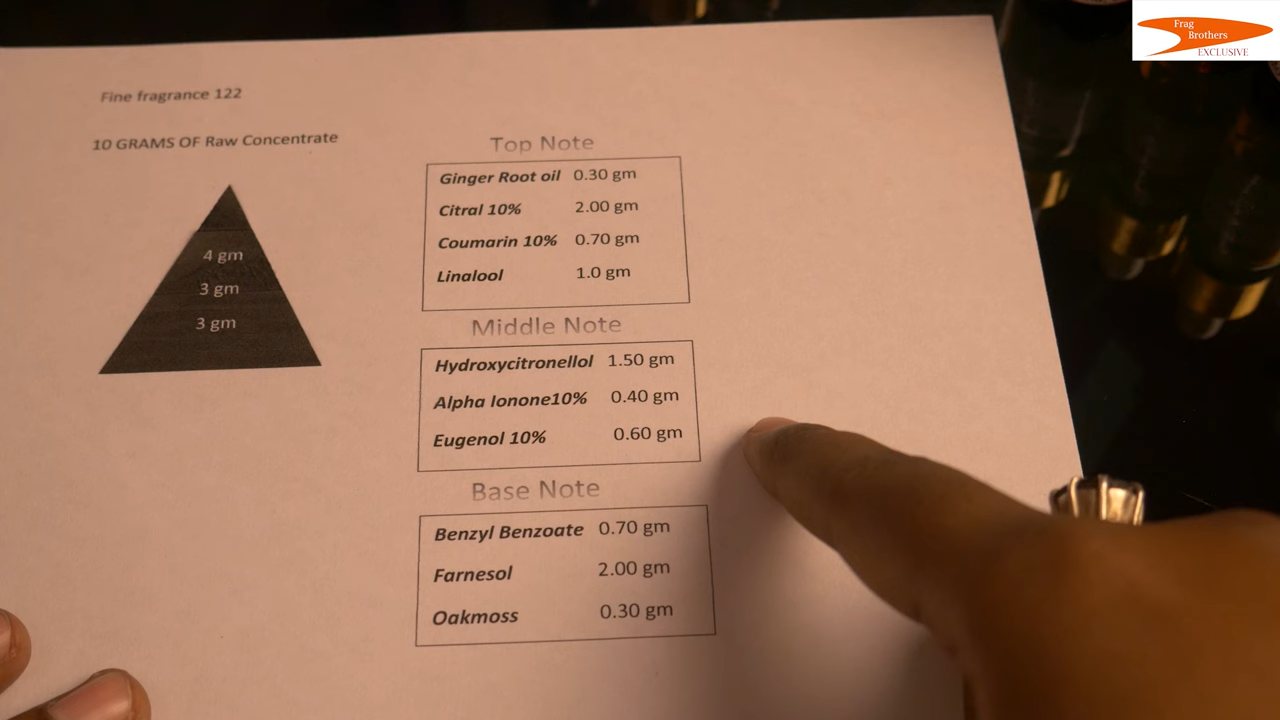 Frag
Brothers
EXCLUSIVE
Fine fragrance 122
10 GRAMS OF Raw Concentrate
4 gm
3 gm
3 gm
Top Note
Ginger Root oil 0.30 gm
Citral 10% 2.00 gm
Coumarin 10% 0.70 gm
Linalool 1.0 gm
Middle Note
Hydroxycitronellol 1.50 gm
Alpha Ionone10% 0.40 gm
Eugenol 10% 0.60 gm
Base Note
Benzyl Benzoate 0.70 gm
Farnesol 2.00 gm
Oakmoss 0.30 gm